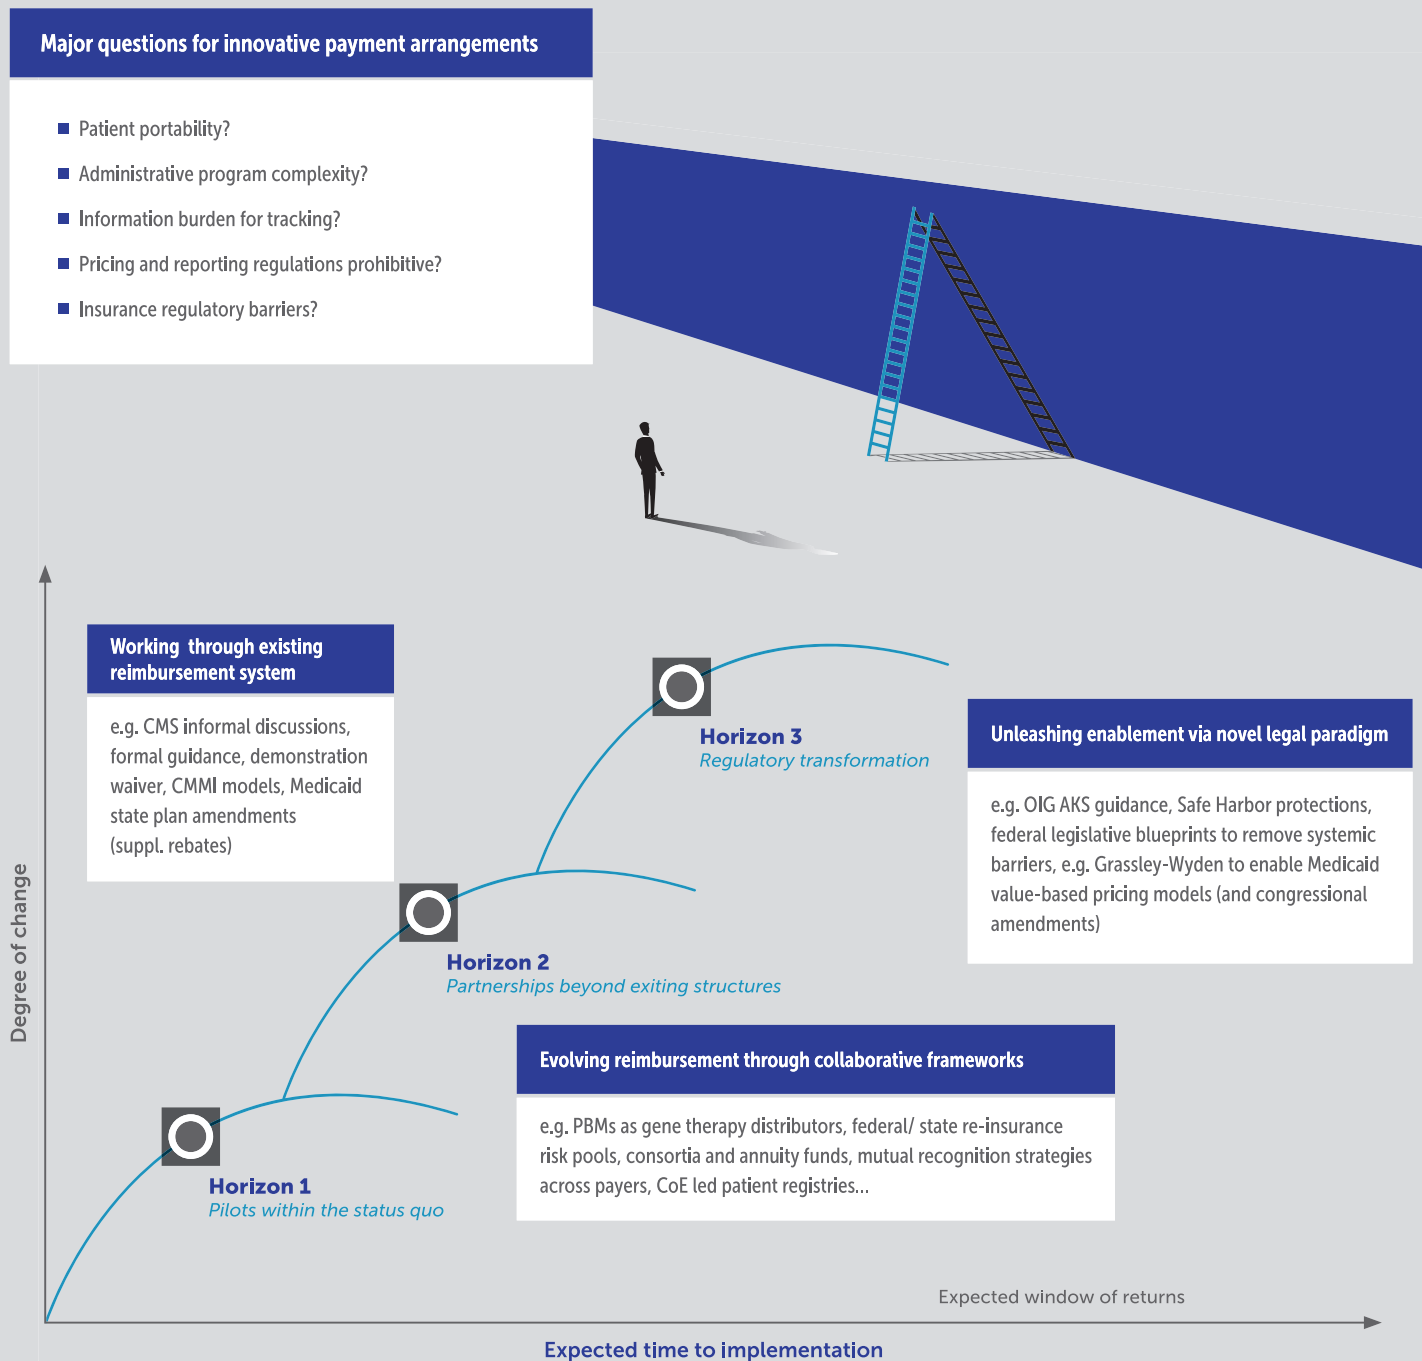 Major questions for innovative payment arrangements
Patient portability?
Administrative program complexity?
Information burden for tracking?
Pricing and reporting regulations prohibitive?
Insurance regulatory barriers?
Working through existing
reimbursement system
e.g. CMS informal discussions,
formal guidance, demonstration
waiver, CMMI models, Medicaid
state plan amendments
(suppl. rebates)
Horizon 3
Regulatory transformation
Unleashing enablement via novel legal paradigm
e.g. OIG AKS guidance, Safe Harbor protections,
federal legislative blueprints to remove systemic
barriers, e.g. Grassley-Wyden to enable Medicaid
value-based pricing models (and congressional
amendments)
Degree of change
Horizon 2
Partnerships beyond exiting structures
Evolving reimbursement through collaborative frameworks
e.g. PBMs as gene therapy distributors, federal/ state re-insurance
risk pools, consortia and annuity funds, mutual recognition strategies
across payers, CoE led patient registries...
Horizon 1
Pilots within the status quo
Expected window of returns
Expected time to implementation